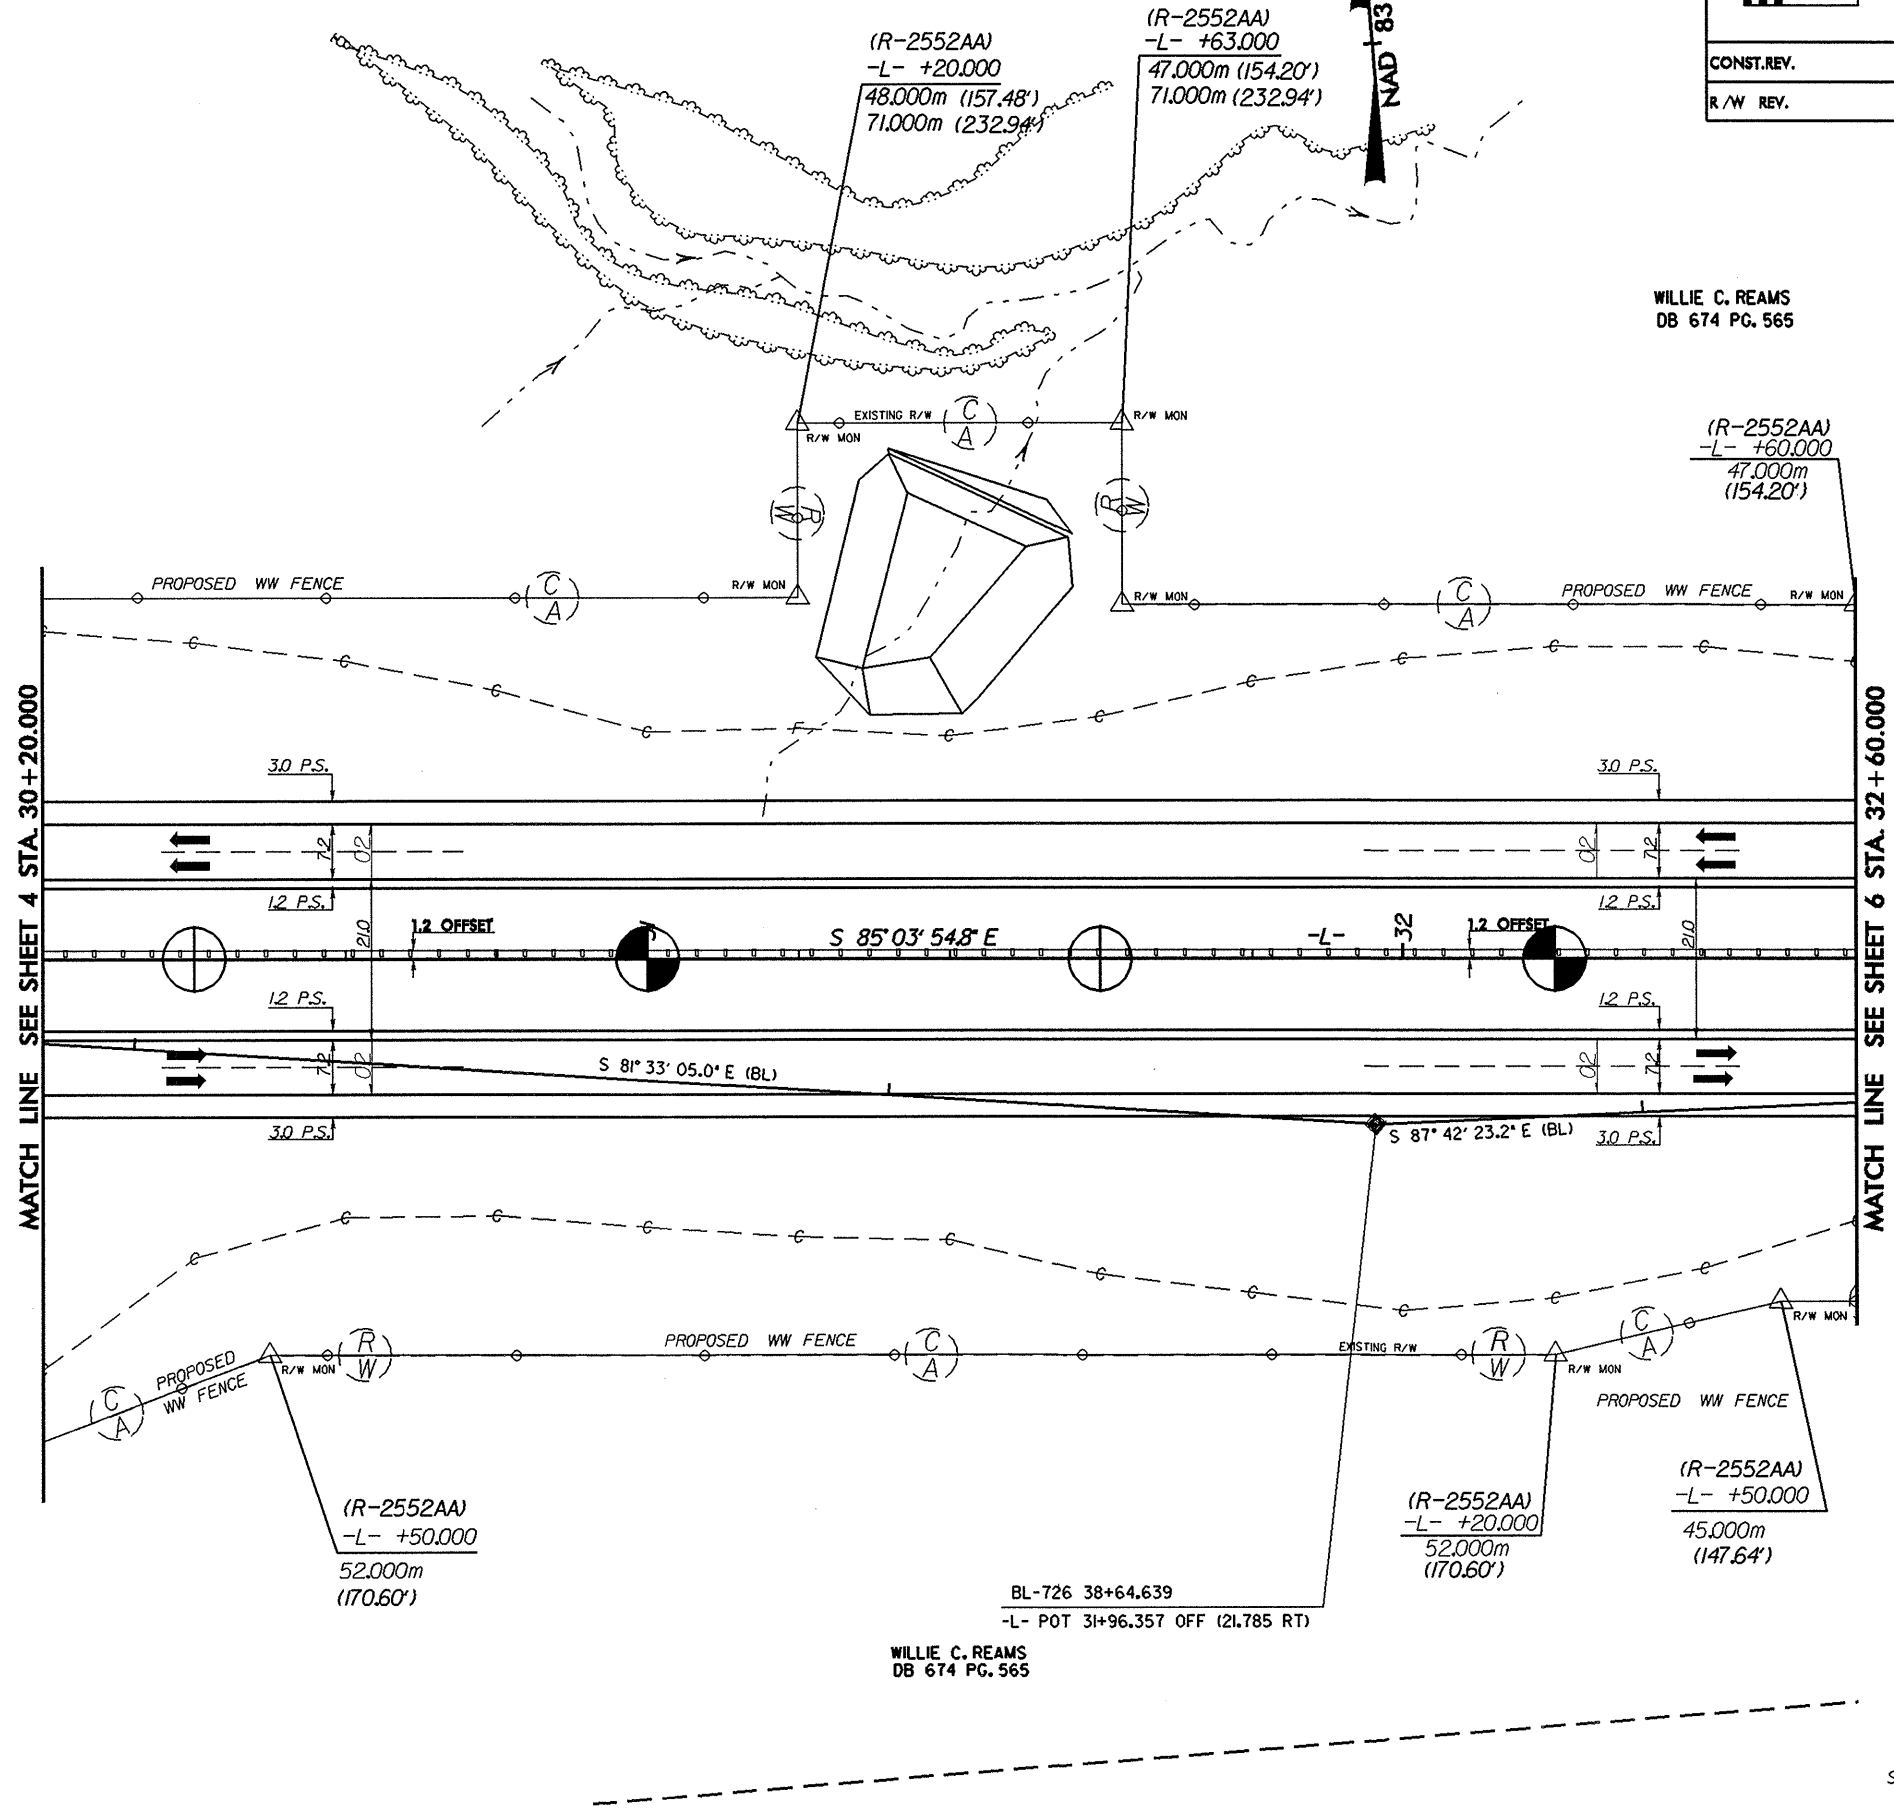 (R-2552AA)
-L- +20.000
48.000m (157.48')
71.000m (232.94')
(R-2552AA)
-L- +63.000
47.000m (154.20')
71.000m (232.94')
NAD 83
CONST.REV.
R/W REV.
WILLIE C. REAMS
DB 674 PG. 565
EXISTING R/W
C
A
R/W MON
R/W MON
R
W
R
W
(R-2552AA)
-L- +60.000
47.000m
(154.20')
PROPOSED WW FENCE
C
A
R/W MON
R/W MON
C
A
PROPOSED WW FENCE
R/W MON
C
C
C
C
C
F
C
C
C
C
C
C
MATCH LINE SEE SHEET 4 STA. 30+20.000
MATCH LINE SEE SHEET 6 STA. 32+60.000
3.0 P.S.
3.0 P.S.
7.2
0.2
0.2
7.2
1.2 P.S.
1.2 P.S.
21.0
1.2 OFFSET
S 85° 03' 54.8" E
-L-
32
1.2 OFFSET
21.0
1.2 P.S.
1.2 P.S.
7.2
0.2
S 81° 33' 05.0" E (BL)
0.2
7.2
3.0 P.S.
S 87° 42' 23.2" E (BL)
3.0 P.S.
C
C
C
C
C
C
C
C
C
C
C
PROPOSED
WW FENCE
C
A
R/W MON
R
W
PROPOSED WW FENCE
C
A
EXISTING R/W
R
W
R/W MON
C
A
R/W MON
PROPOSED WW FENCE
(R-2552AA)
-L- +50.000
52.000m
(170.60')
(R-2552AA)
-L- +20.000
52.000m
(170.60')
(R-2552AA)
-L- +50.000
45.000m
(147.64')
BL-726 38+64.639
-L- POT 31+96.357 OFF (21.785 RT)
WILLIE C. REAMS
DB 674 PG. 565